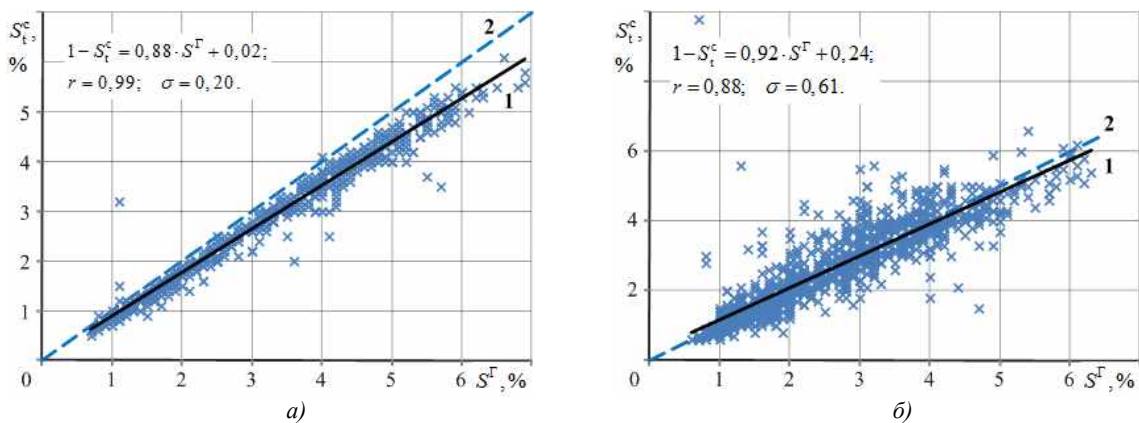 S_t^c,
%
1–S_t^c = 0,88·S^Г + 0,02;
r = 0,99; σ = 0,20.
2
1
5
4
3
2
1
0
1
2
3
4
5
6
S^Г, %
а)
S_t^c,
%
1–S_t^c = 0,92·S^Г + 0,24;
r = 0,88; σ = 0,61.
2
1
6
4
2
0
1
2
3
4
5
6
S^Г, %
б)